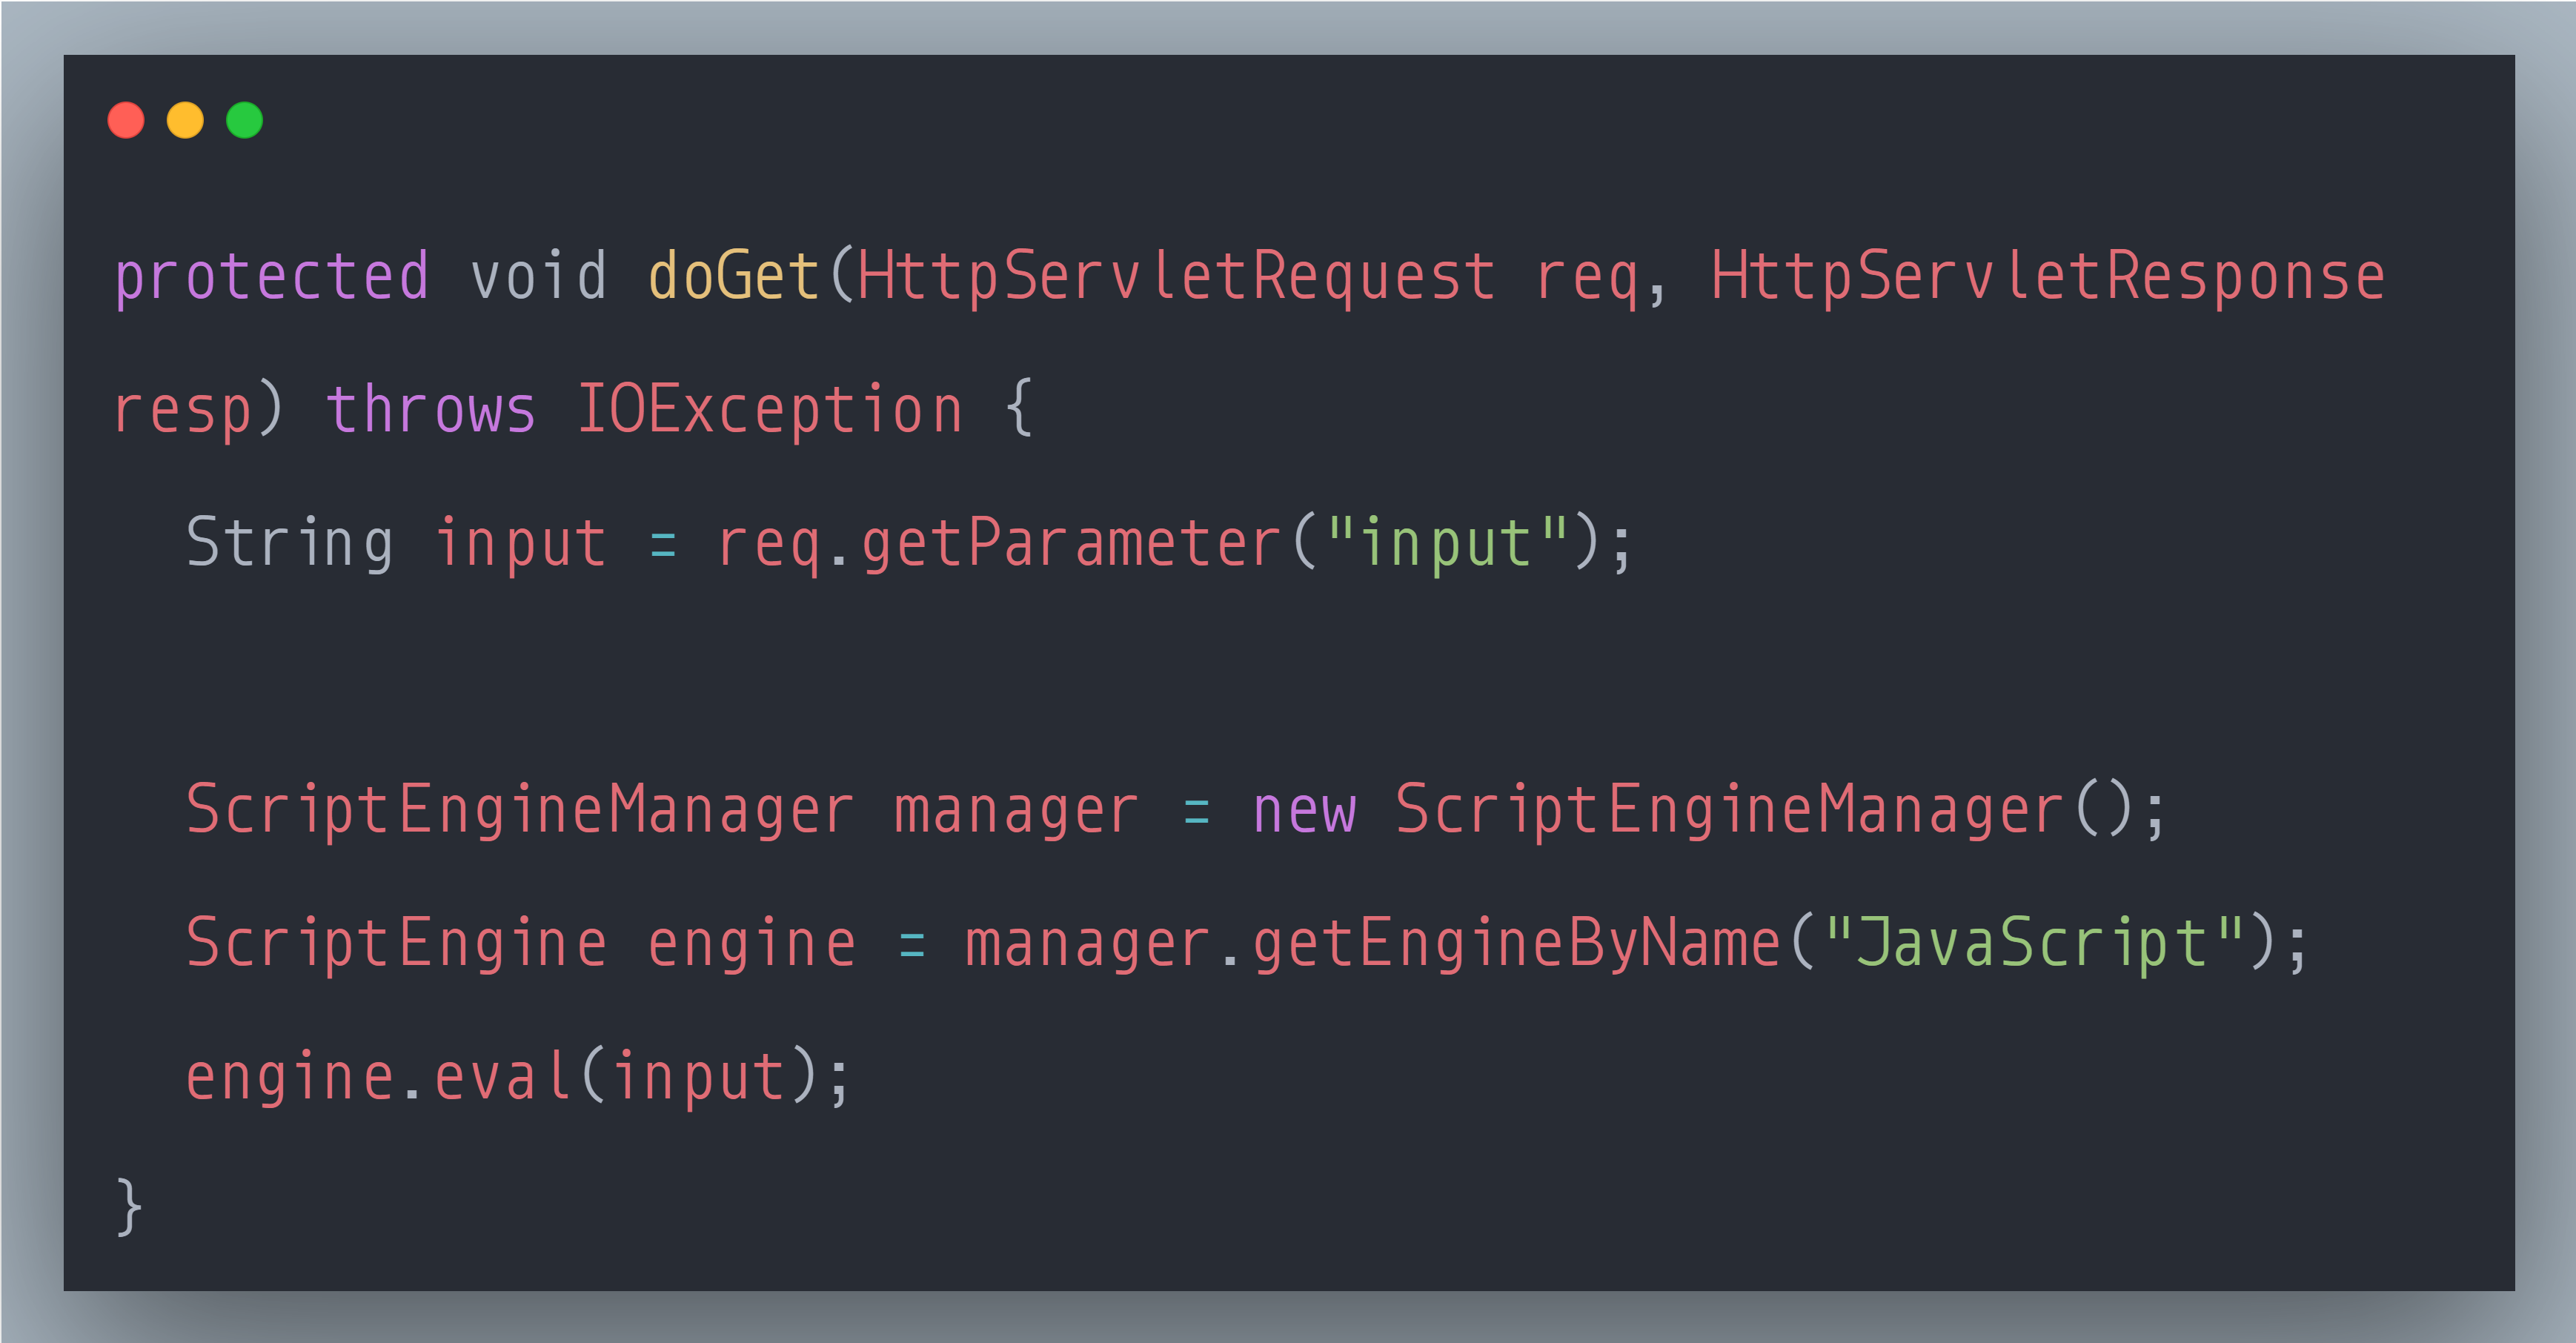 protected void doGet(HttpServletRequest req, HttpServletResponse
resp) throws IOException {
  String input = req.getParameter("input");

  ScriptEngineManager manager = new ScriptEngineManager();
  ScriptEngine engine = manager.getEngineByName("JavaScript");
  engine.eval(input);
}